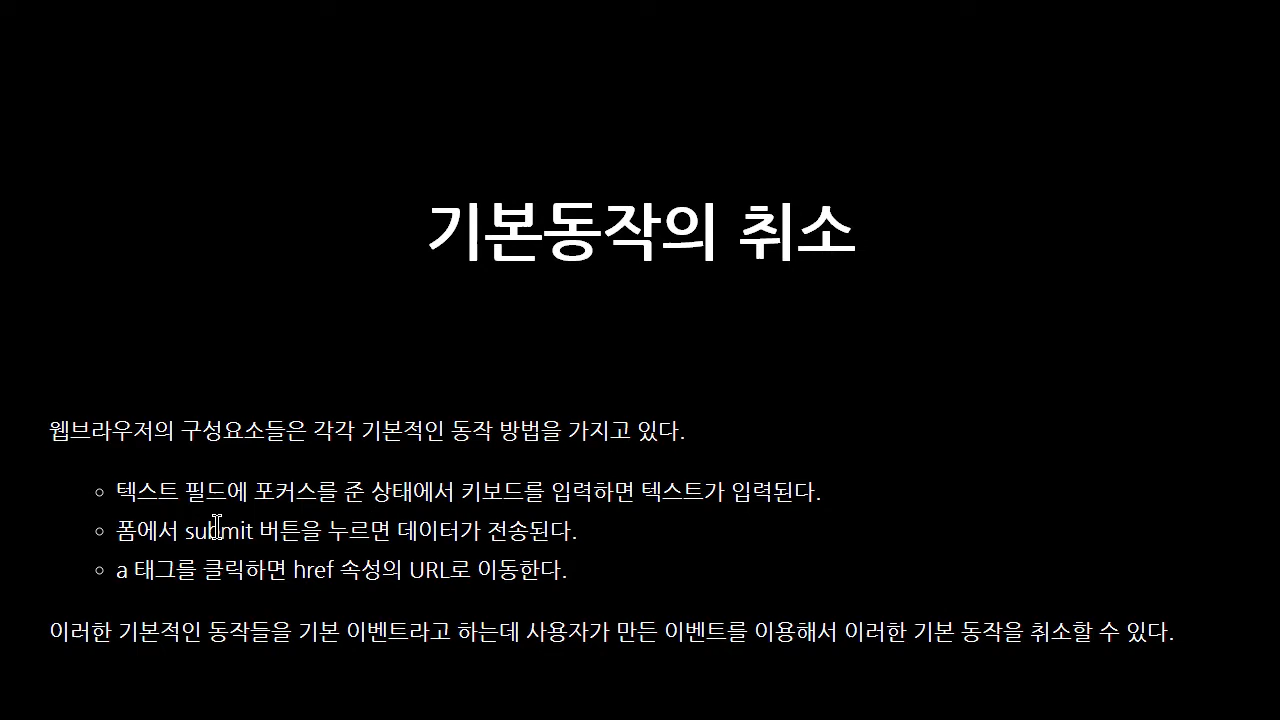 기본동작의 취소
웹브라우저의 구성요소들은 각각 기본적인 동작 방법을 가지고 있다.
텍스트 필드에 포커스를 준 상태에서 키보드를 입력하면 텍스트가 입력된다.
폼에서 submit 버튼을 누르면 데이터가 전송된다.
a 태그를 클릭하면 href 속성의 URL로 이동한다.
이러한 기본적인 동작들을 기본 이벤트라고 하는데 사용자가 만든 이벤트를 이용해서 이러한 기본 동작을 취소할 수 있다.